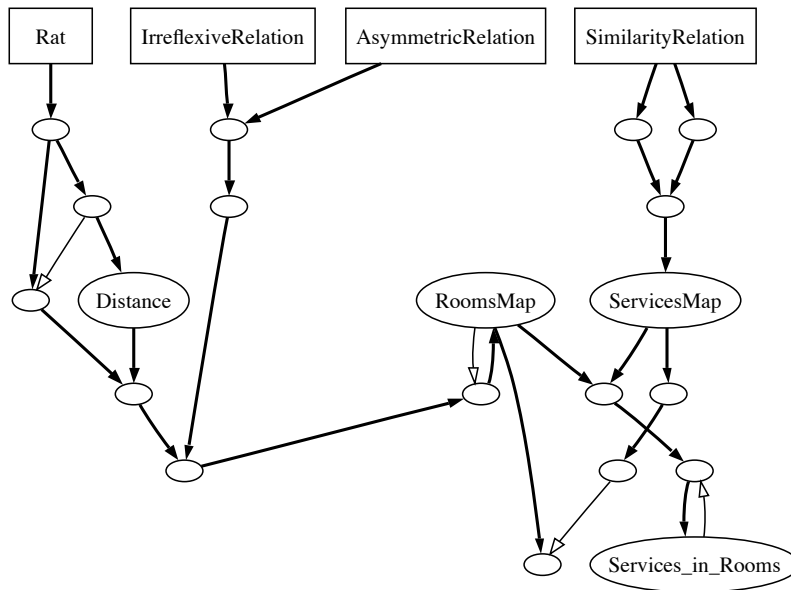 Rat
IrreflexiveRelation
AsymmetricRelation
SimilarityRelation
Distance
RoomsMap
ServicesMap
Services_in_Rooms